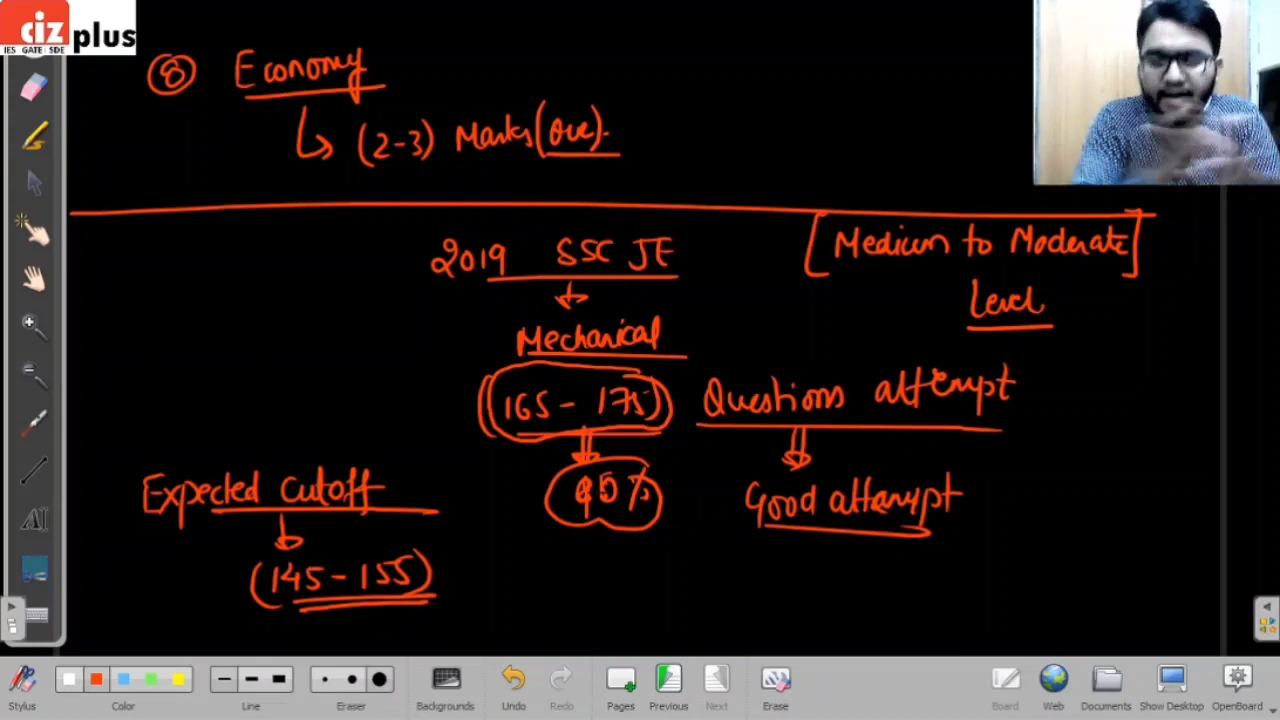 ciz plus
IES GATE SDE
⑧ Economy
↳ (2-3) Marks (ove).
2019 SSC JE
[Medium to Moderate]
Level
Mechanical
(165 - 175) Questions attempt
Good attempt
Expected cutoff
(145 - 155)
Stylus
Color
Line
Eraser
Backgrounds
Undo
Redo
Pages
Previous
Next
Erase
Board
Web
Documents
Show Desktop
OpenBoard